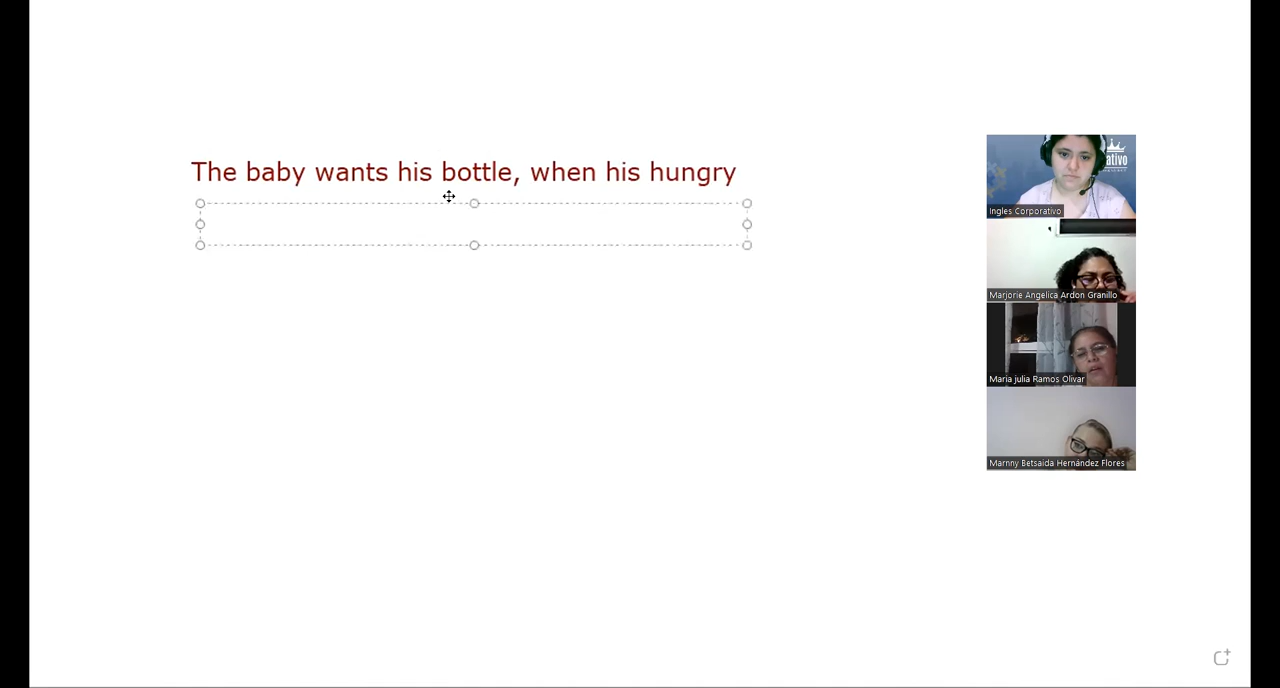 The baby wants his bottle, when his hungry
ativo
Ingles Corporativo
Marjorie Angelica Ardon Granillo
Maria julia Ramos Olivar
Marnny Betsaida Hernández Flores